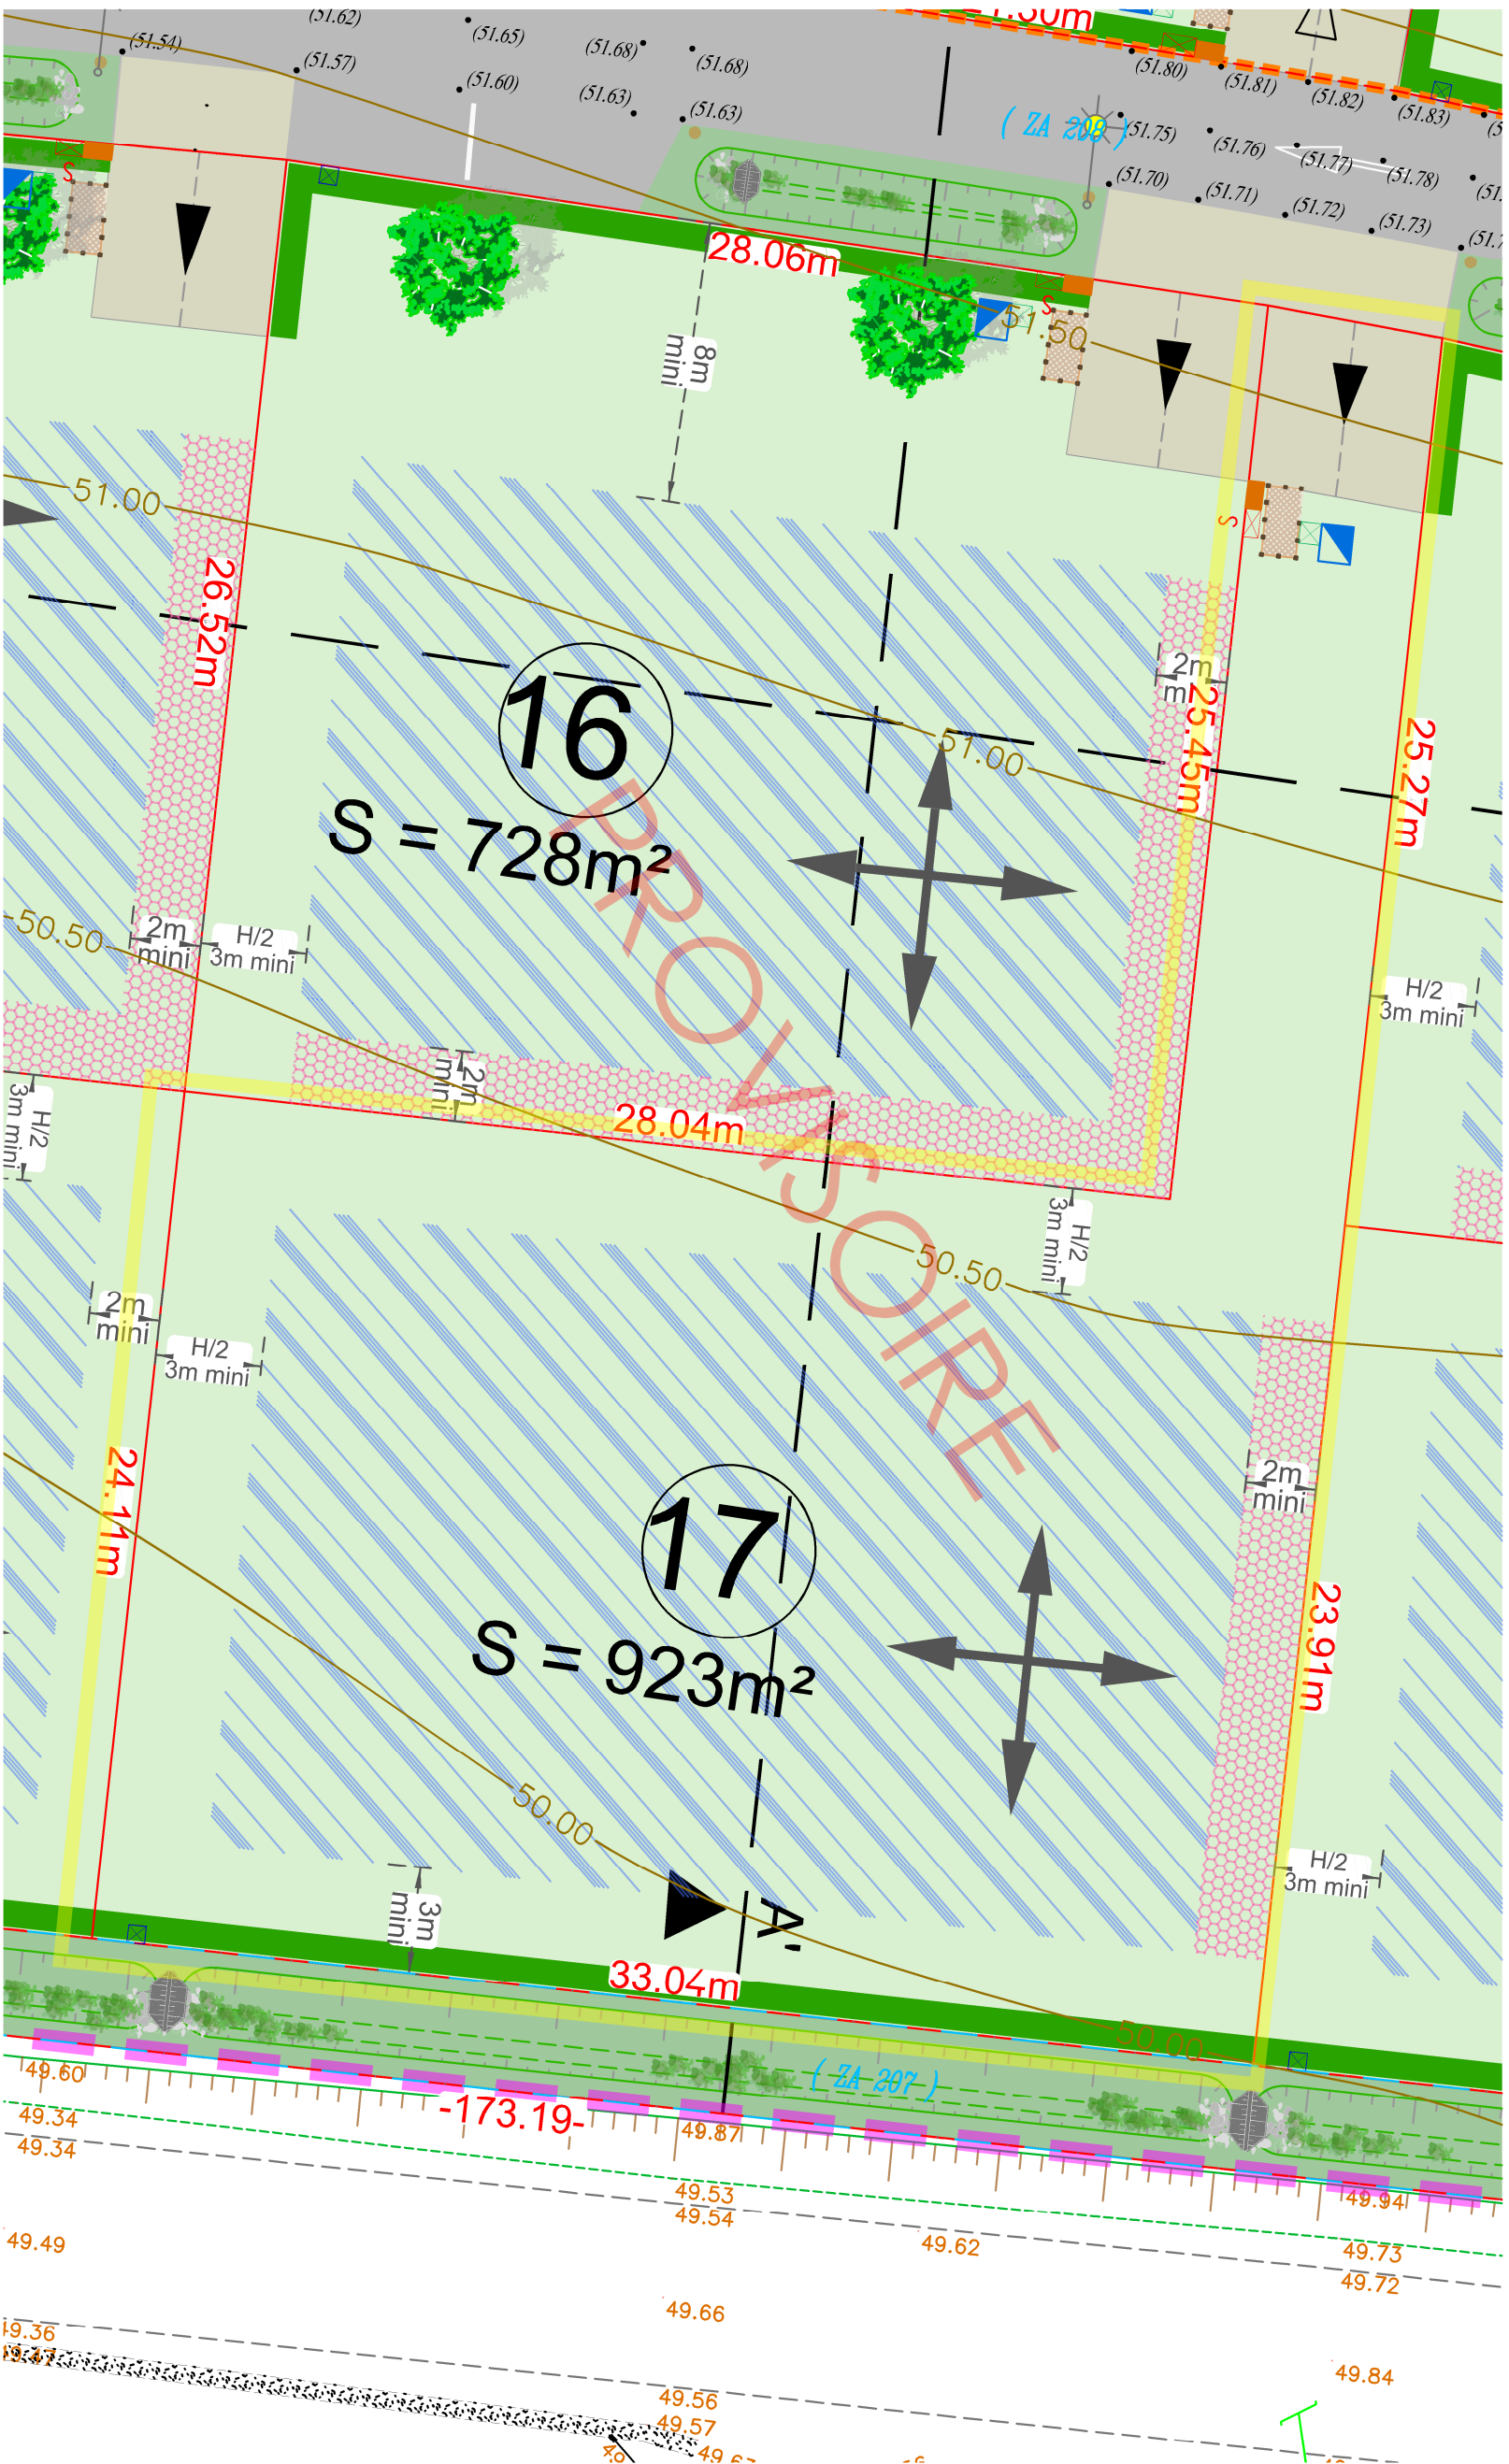 (51.62)
(51.65)
21.30m
(51.54)
(51.57)
(51.68)
(51.68)
(51.60)
(51.63)
(51.63)
(51.80)
(51.81)
(51.82)
(51.83)
( ZA 208 )
(51.75)
(51.76)
(51.77)
(51.78)
(51.70)
(51.71)
(51.72)
(51.73)
S
28.06m
S
51.50
8m
mini
51.00
S
26.52m
16
S = 728m²
2m
25.45m
51.00
25.27m
50.50
2m
mini
H/2
3m mini
H/2
3m mini
H/2
3m mini
2m
mini
28.04m
PROVISOIRE
H/2
3m mini
50.50
2m
mini
H/2
3m mini
24.11m
17
S = 923m²
2m
mini
23.91m
50.00
H/2
3m mini
3m
mini
A'
33.04m
50.00
( ZA 207 )
49.60
49.34
49.34
-173.19-
49.87
49.53
49.54
49.94
49.49
49.62
49.73
49.72
49.66
49.36
49.47
49.84
49.56
49.57